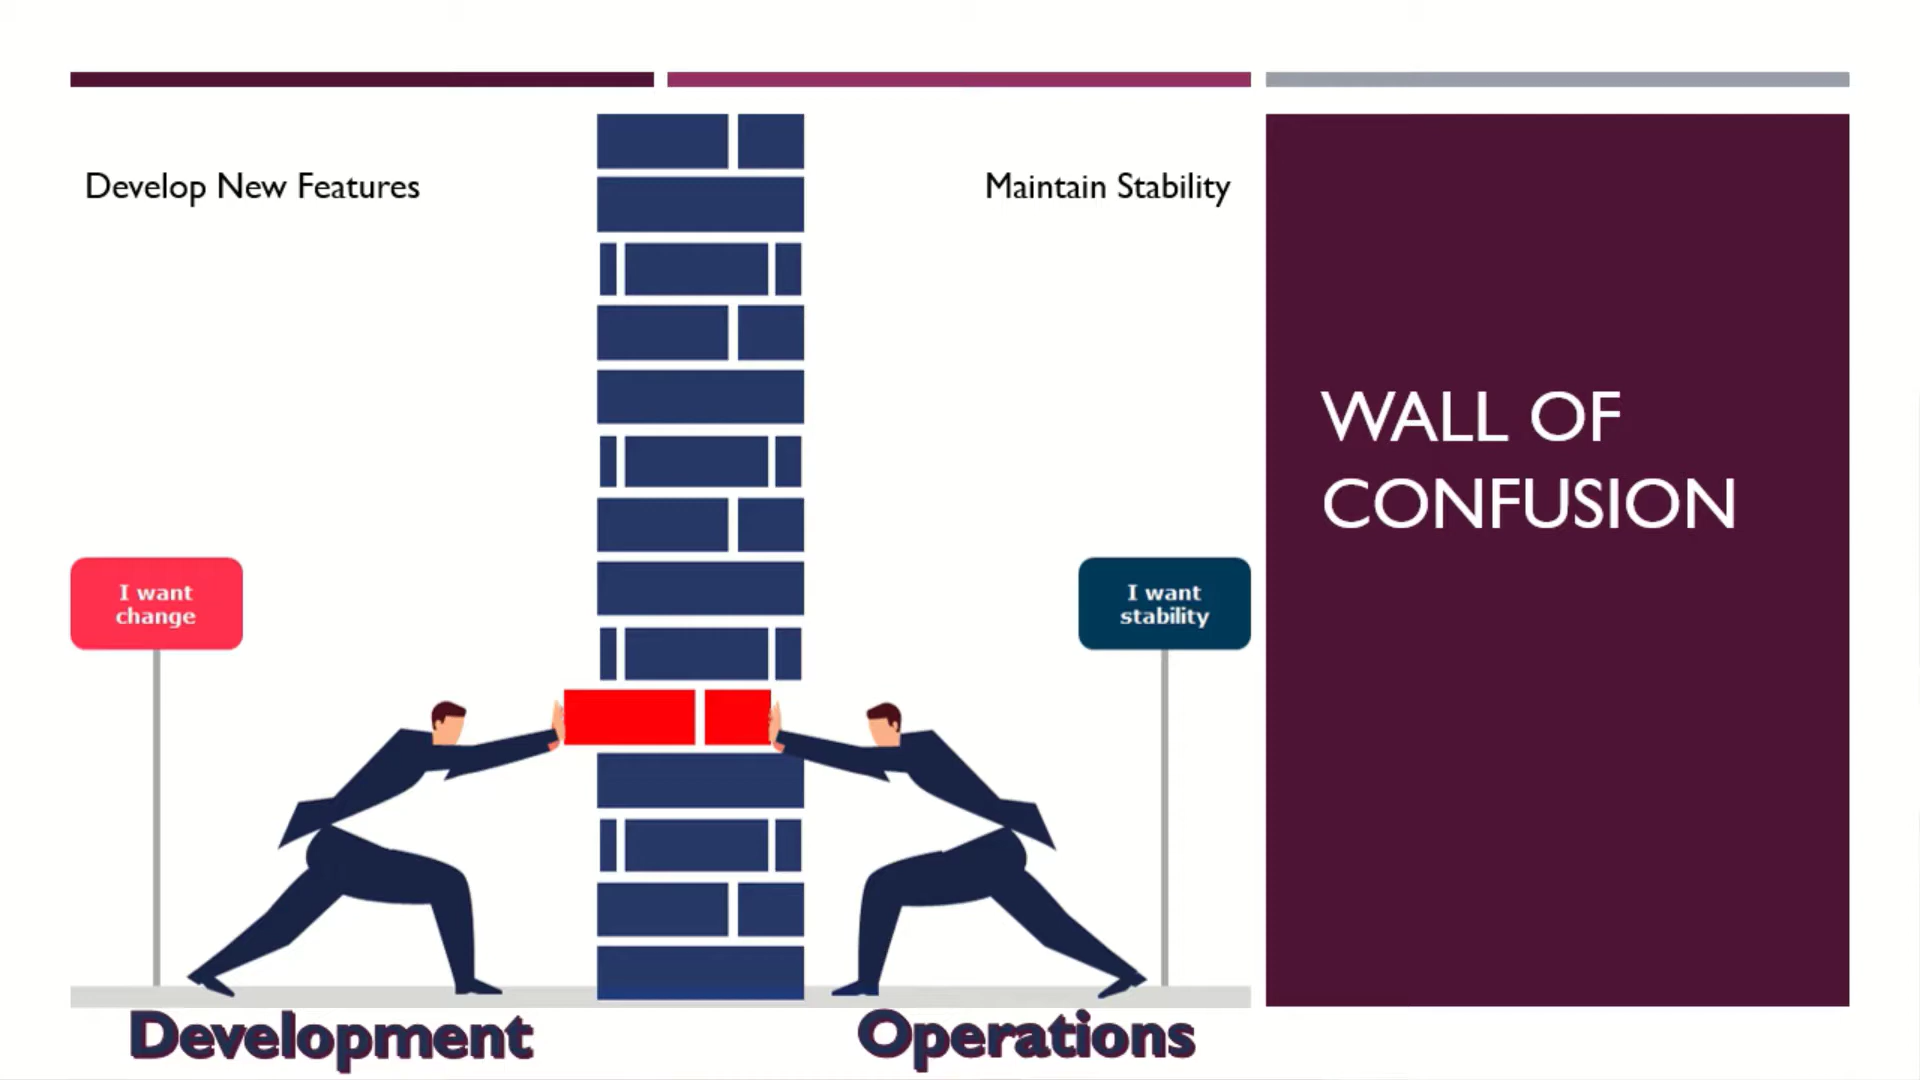 Develop New Features
Maintain Stability
WALL OF
CONFUSION
I want
change
I want
stability
Development
Operations